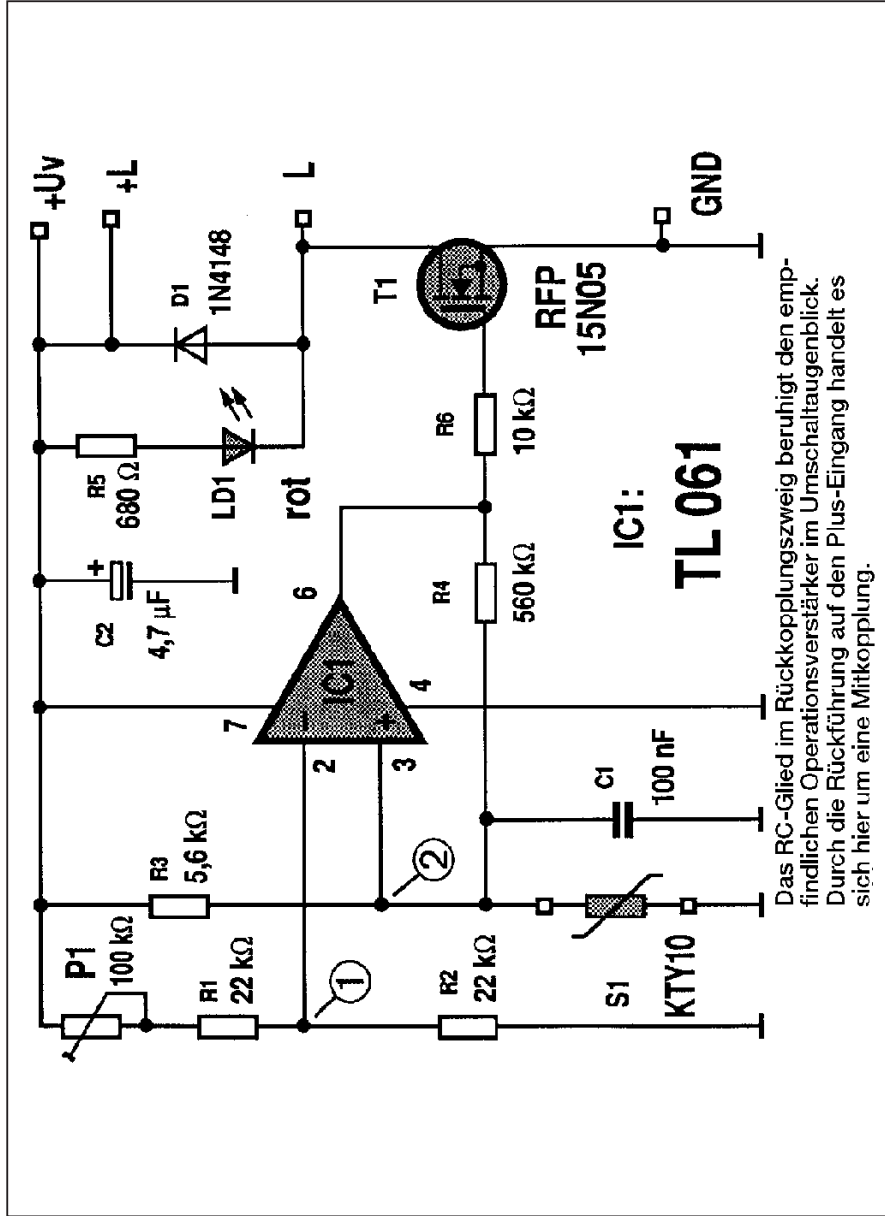 +Uv
+L
L
GND
P1
100 kΩ
R1
22 kΩ
1
R2
22 kΩ
R3
5,6 kΩ
2
S1
KTY10
C1
100 nF
7
2
3
4
6
IC1
−
+
C2
+
4,7 µF
R5
680 Ω
LD1
rot
D1
1N4148
R4
560 kΩ
R6
10 kΩ
T1
RFP
15N05
IC1:
TL 061
Das RC-Glied im Rückkopplungszweig beruhigt den emp-
findlichen Operationsverstärker im Umschaltaugenblick.
Durch die Rückführung auf den Plus-Eingang handelt es
sich hier um eine Mitkopplung.